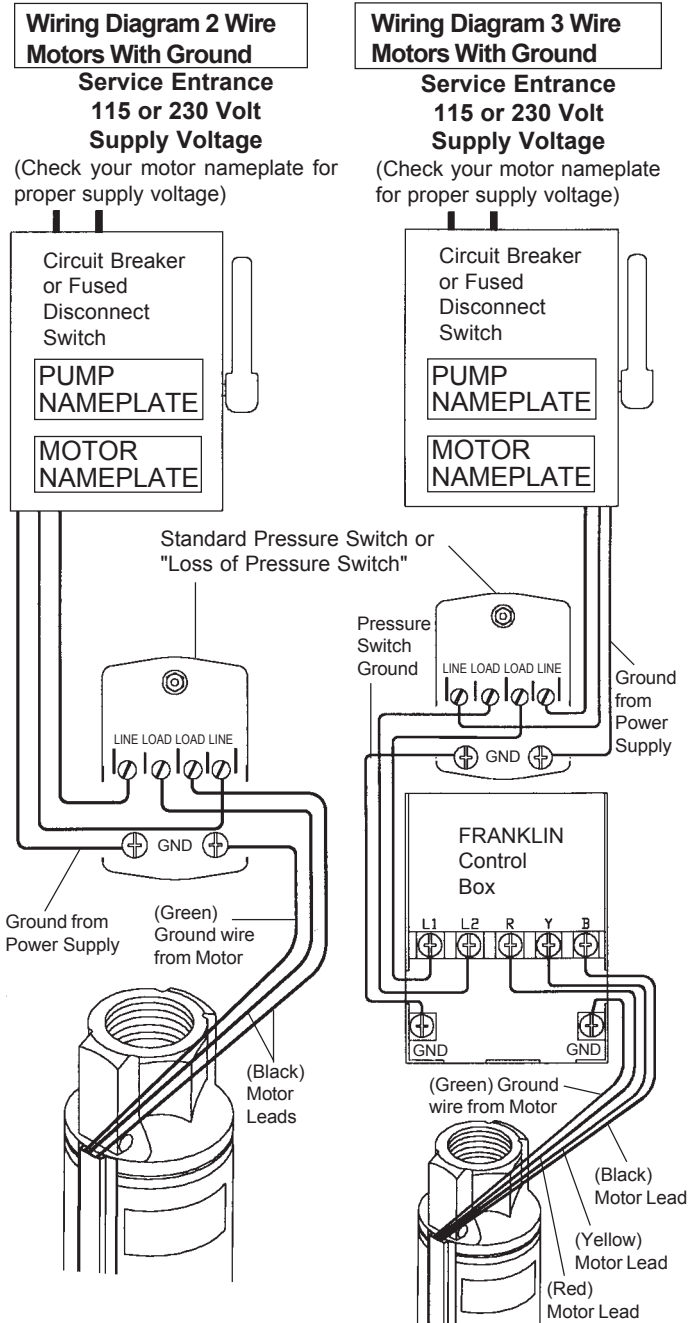 Wiring Diagram 2 Wire
Motors With Ground
Service Entrance
115 or 230 Volt
Supply Voltage
(Check your motor nameplate for
proper supply voltage)
Circuit Breaker
or Fused
Disconnect
Switch
PUMP
NAMEPLATE
MOTOR
NAMEPLATE
Standard Pressure Switch or
"Loss of Pressure Switch"
LINE LOAD LOAD LINE
GND
Ground from
Power Supply
(Green)
Ground wire
from Motor
(Black)
Motor
Leads
Wiring Diagram 3 Wire
Motors With Ground
Service Entrance
115 or 230 Volt
Supply Voltage
(Check your motor nameplate
for proper supply voltage)
Circuit Breaker
or Fused
Disconnect
Switch
PUMP
NAMEPLATE
MOTOR
NAMEPLATE
Pressure
Switch
Ground
LINE LOAD LOAD LINE
GND
Ground
from
Power
Supply
FRANKLIN
Control
Box
L1 L2 R Y B
GND GND
(Green) Ground
wire from Motor
(Black)
Motor Lead
(Yellow)
Motor Lead
(Red)
Motor Lead